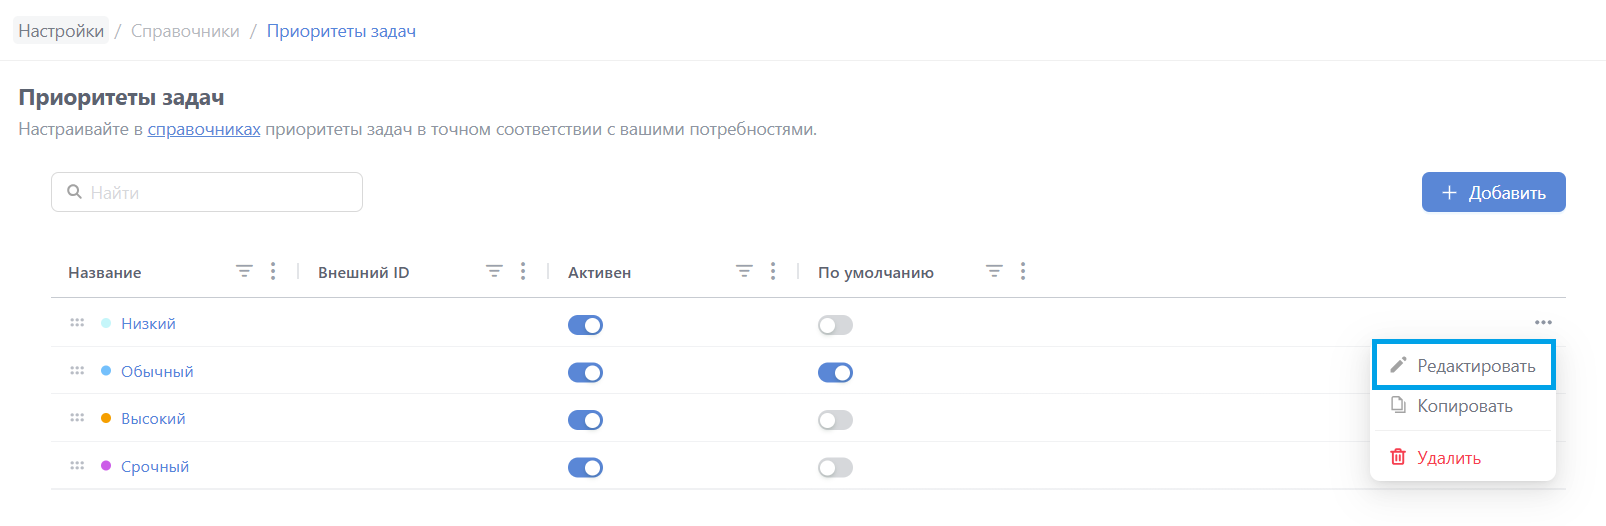 Настройки / Справочники / Приоритеты задач
Приоритеты задач
Настраивайте в справочниках приоритеты задач в точном соответствии с вашими потребностями.
Найти
+ Добавить
Название Внешний ID Активен По умолчанию
Низкий
Обычный
Высокий
Срочный
Редактировать
Копировать
Удалить